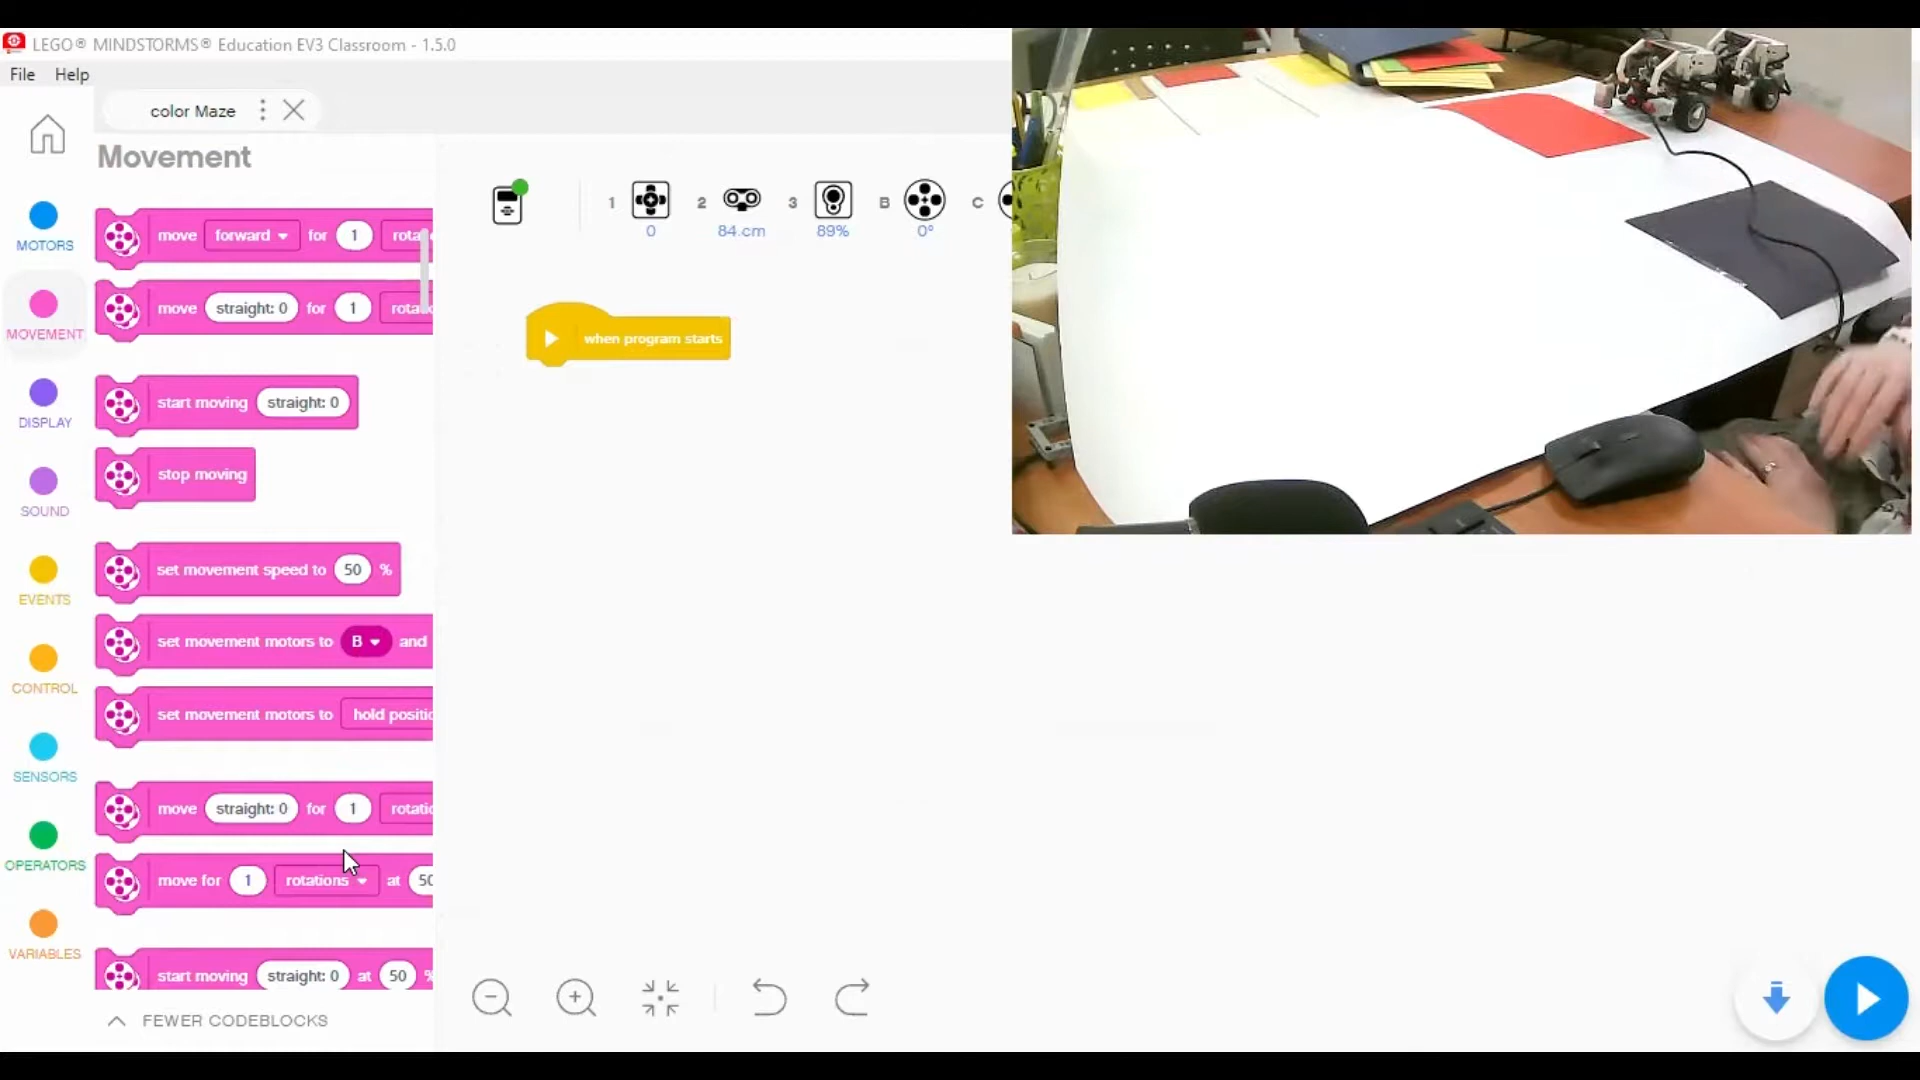 LEGO® MINDSTORMS® Education EV3 Classroom - 1.5.0
File Help
color Maze
Movement
1 2 3 B C
0 84.cm 89% 0°
MOTORS
MOVEMENT
DISPLAY
SOUND
EVENTS
CONTROL
SENSORS
OPERATORS
VARIABLES
move forward for 1
move straight: 0 for 1
start moving straight: 0
stop moving
set movement speed to 50 %
set movement motors to B and
set movement motors to hold
move straight: 0 for 1
move for 1 rotations at 50
start moving straight: 0 at 50 %
when program starts
FEWER CODEBLOCKS